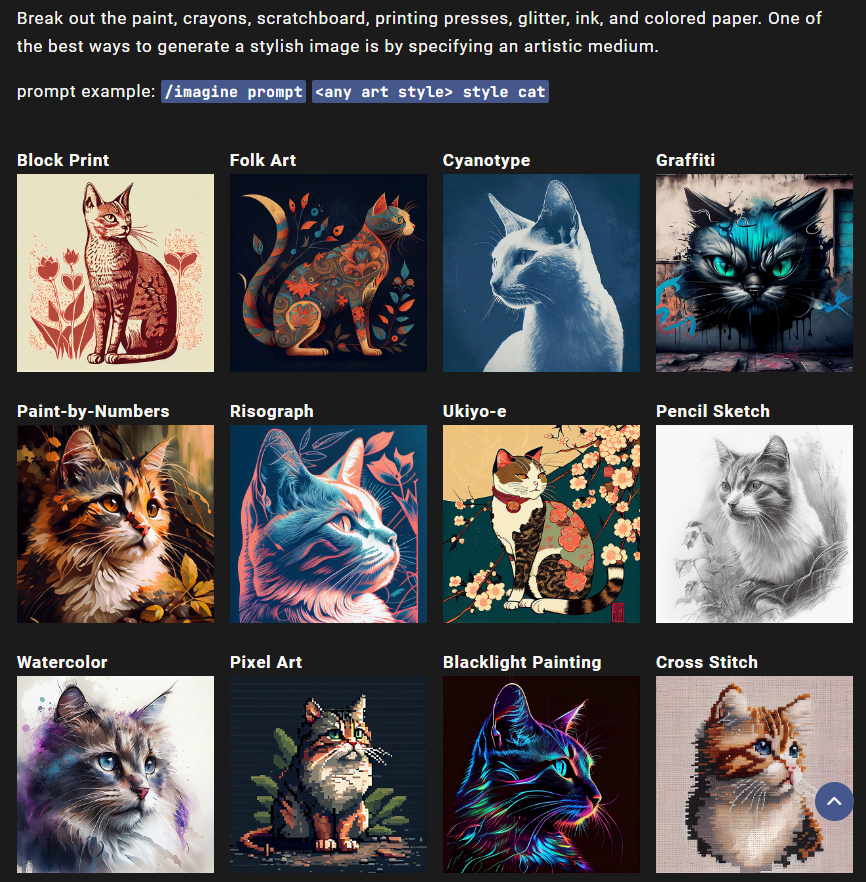 Break out the paint, crayons, scratchboard, printing presses, glitter, ink, and colored paper. One of
the best ways to generate a stylish image is by specifying an artistic medium.
prompt example: /imagine prompt <any art style> style cat
Block Print
Folk Art
Cyanotype
Graffiti
Paint-by-Numbers
Risograph
Ukiyo-e
Pencil Sketch
Watercolor
Pixel Art
Blacklight Painting
Cross Stitch